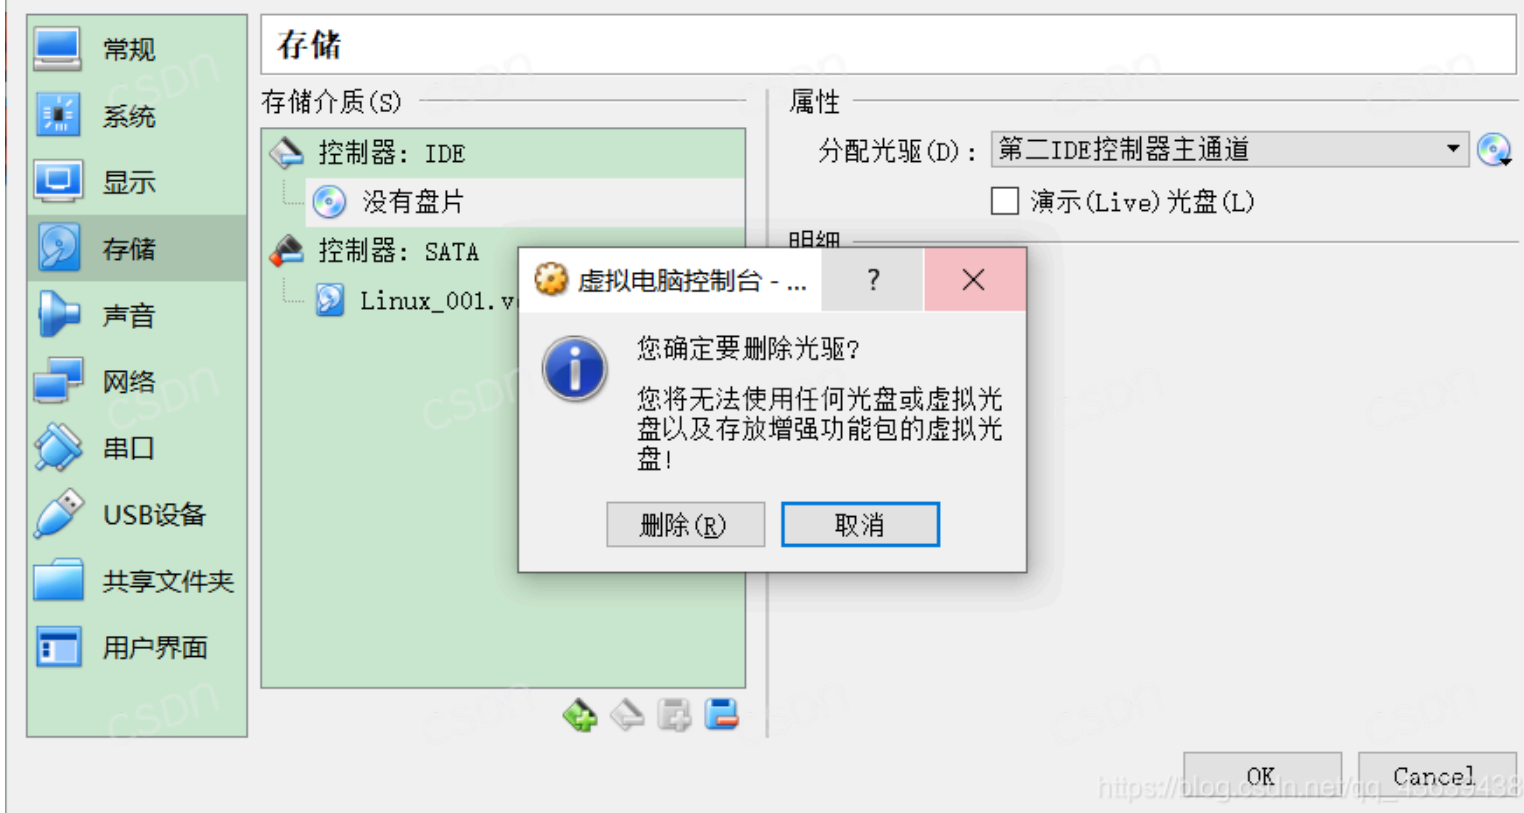 存储
常规
系统
显示
存储
声音
网络
串口
USB设备
共享文件夹
用户界面
存储介质(S)
控制器: IDE
没有盘片
控制器: SATA
Linux_001.v
属性
分配光驱(D):
第二IDE控制器主通道
演示(Live)光盘(L)
明细
虚拟电脑控制台 - ...
?
您确定要删除光驱?
您将无法使用任何光盘或虚拟光
盘以及存放增强功能包的虚拟光
盘!
删除(R)
取消
OK
Cancel
CSDN